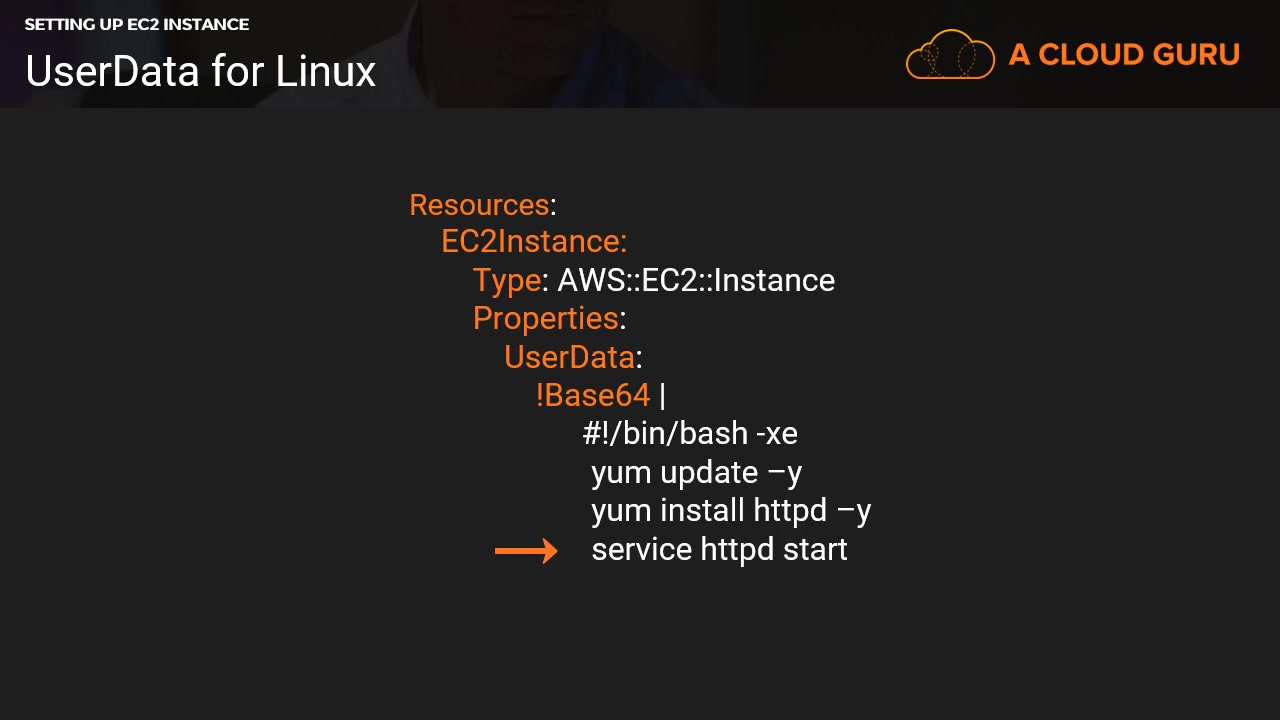 SETTING UP EC2 INSTANCE
UserData for Linux
A CLOUD GURU
Resources:
EC2Instance:
Type: AWS::EC2::Instance
Properties:
UserData:
!Base64 |
#!/bin/bash -xe
yum update –y
yum install httpd –y
service httpd start